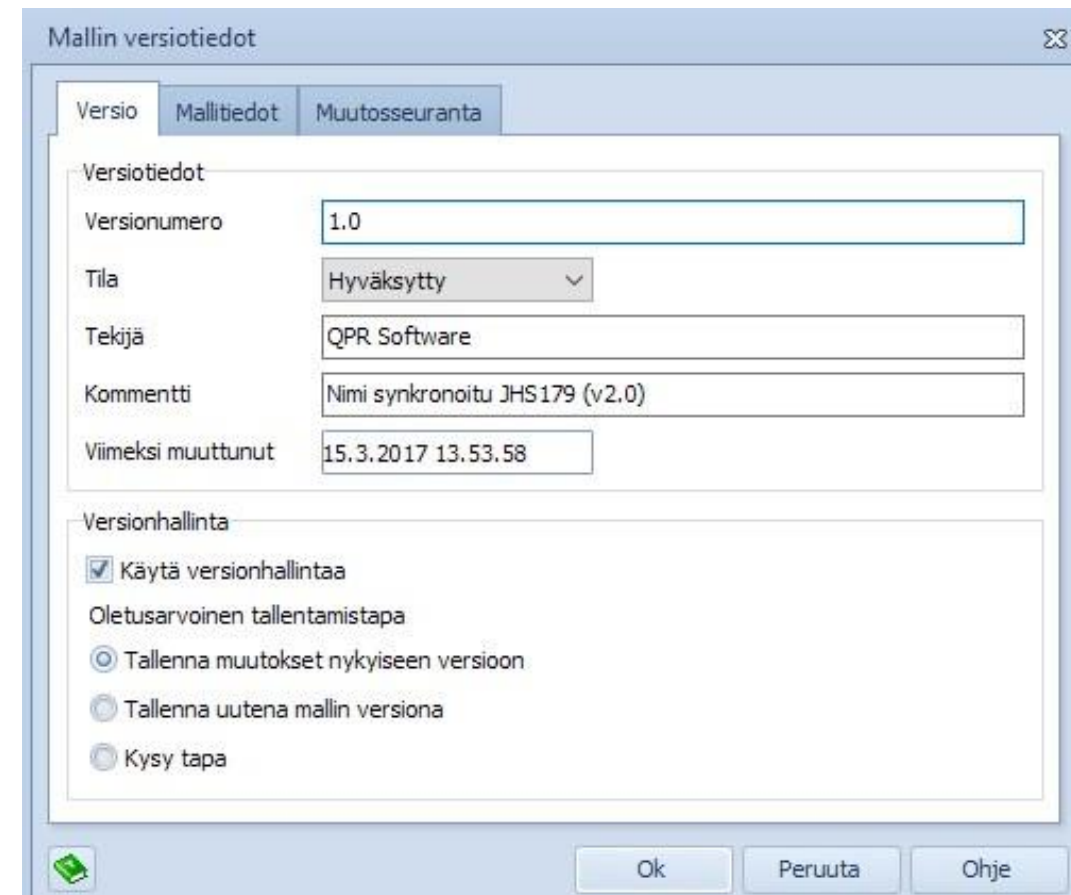 Mallin versiotiedot
Versio Mallitiedot Muutosseuranta
Versiotiedot
Versionumero 1.0
Tila Hyväksytty
Tekijä QPR Software
Kommentti Nimi synkronoitu JHS179 (v2.0)
Viimeksi muuttunut 15.3.2017 13.53.58
Versionhallinta
Käytä versionhallintaa
Oletusarvoinen tallentamistapa
Tallenna muutokset nykyiseen versioon
Tallenna uutena mallin versiona
Kysy tapa
Ok Peruuta Ohje